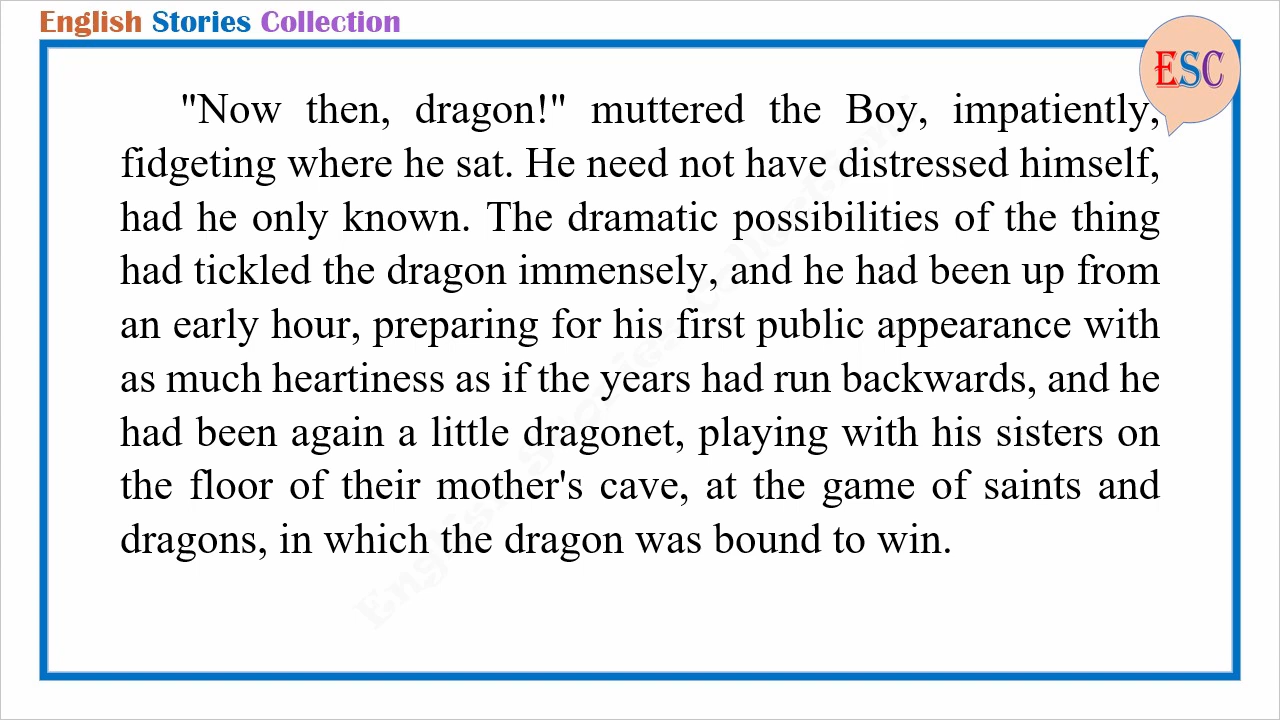 English Stories Collection
ESC
"Now then, dragon!" muttered the Boy, impatiently,
fidgeting where he sat. He need not have distressed himself,
had he only known. The dramatic possibilities of the thing
had tickled the dragon immensely, and he had been up from
an early hour, preparing for his first public appearance with
as much heartiness as if the years had run backwards, and he
had been again a little dragonet, playing with his sisters on
the floor of their mother's cave, at the game of saints and
dragons, in which the dragon was bound to win.
English Stories Collection